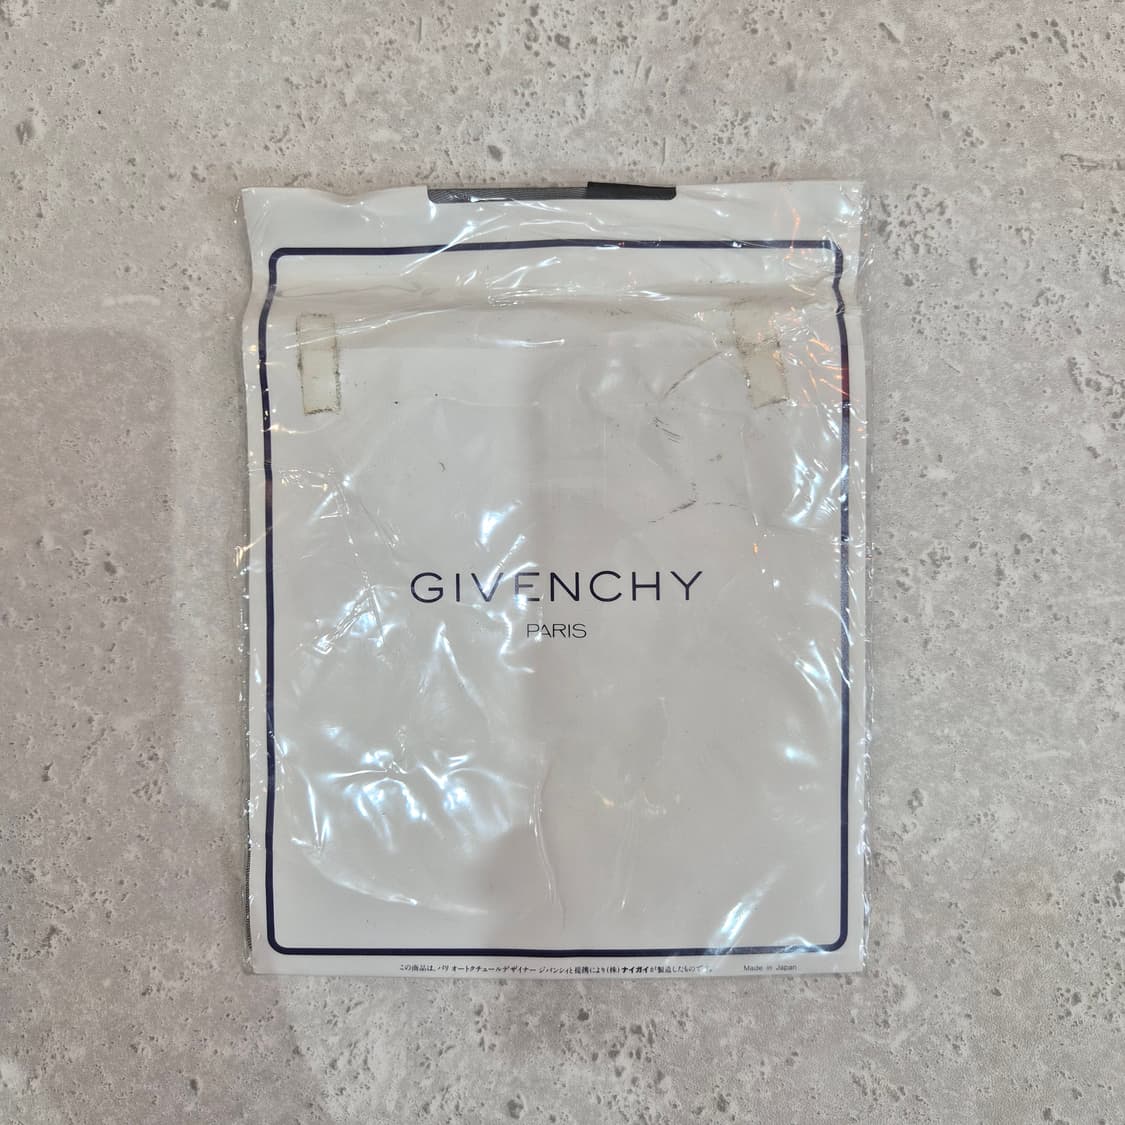 GIVENCHY
PARIS
この商品は、パリ オートクチュールデザイナー ジバンシィと提携により(株)ナイガイが製造したものです。 Made in Japan